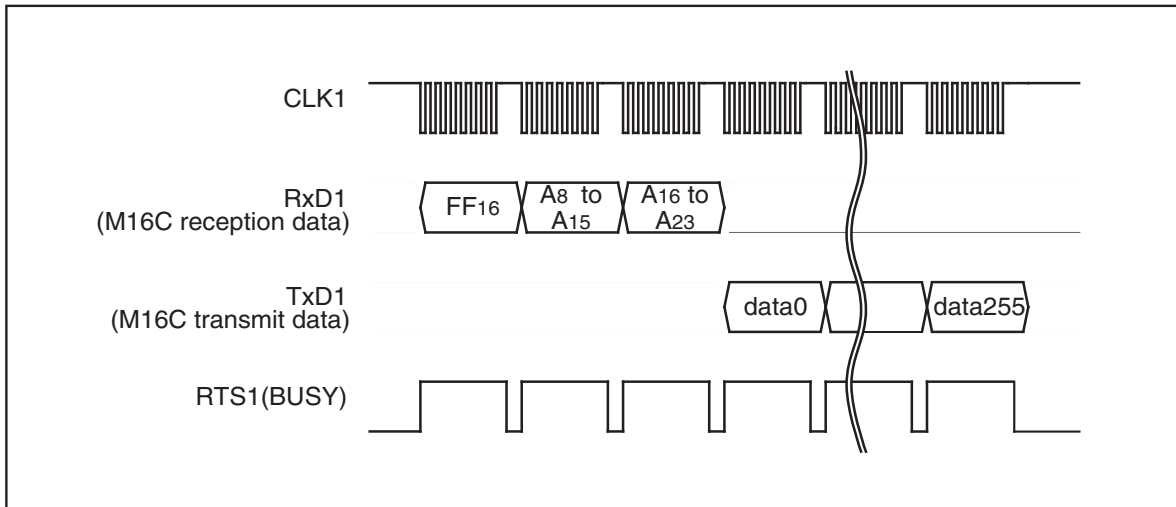 CLK1
RxD1
(M16C reception data)
FF16
A8 to
A15
A16 to
A23
TxD1
(M16C transmit data)
data0
data255
RTS1(BUSY)